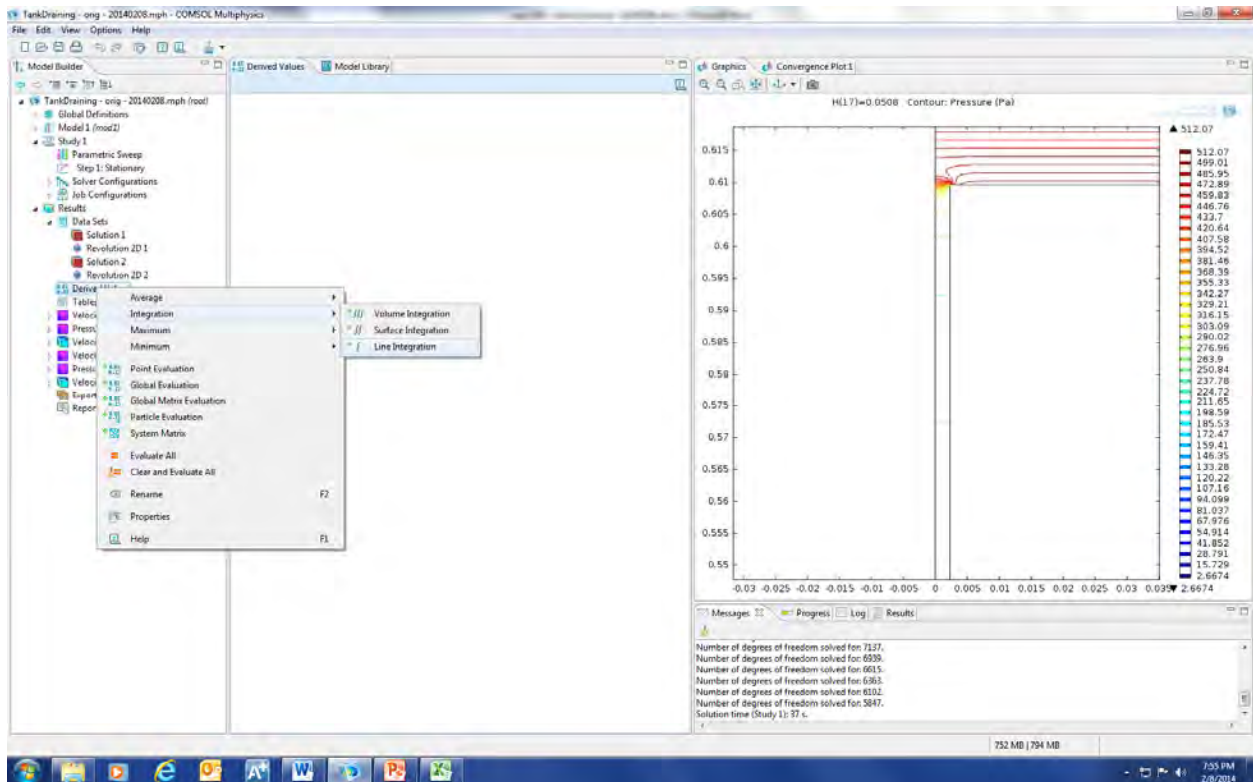 TankDraining - ong - 20140208.mph - COMSOL Multiphysics
File Edit View Options Help
Model Builder
Derived Values
Model Library
Graphics
Convergence Plot 1
TankDraining - orig - 20140208.mph (root)
Global Definitions
Model 1 (mod1)
Study 1
Parametric Sweep
Step 1: Stationary
Solver Configurations
Job Configurations
Results
Data Sets
Solution 1
Revolution 2D 1
Solution 2
Revolution 2D 2
Derive
Tables
Veloci
Pressu
Veloci
Veloci
Pressu
Veloci
Export
Repor
Average
Integration
Maximum
Minimum
Point Evaluation
Global Evaluation
Global Matrix Evaluation
Particle Evaluation
System Matrix
Evaluate All
Clear and Evaluate All
Rename F2
Properties
Help F1
Volume Integration
Surface Integration
Line Integration
H(17)=0.0508 Contour: Pressure (Pa)
0.615
0.61
0.605
0.6
0.595
0.59
0.585
0.58
0.575
0.57
0.565
0.56
0.555
0.55
-0.03 -0.025 -0.02 -0.015 -0.01 -0.005 0 0.005 0.01 0.015 0.02 0.025 0.03 0.035
▲ 512.07
512.07
499.01
485.95
472.89
459.83
446.76
433.7
420.64
407.58
394.52
381.46
368.39
355.33
342.27
329.21
316.15
303.09
290.02
276.96
263.9
250.84
237.78
224.72
211.65
198.59
185.53
172.47
159.41
146.35
133.28
120.22
107.16
94.099
81.037
67.976
54.914
41.852
28.791
15.729
2.6674
▼ 2.6674
Messages
Progress
Log
Results
Number of degrees of freedom solved for: 7137.
Number of degrees of freedom solved for: 6939.
Number of degrees of freedom solved for: 6615.
Number of degrees of freedom solved for: 6363.
Number of degrees of freedom solved for: 6102.
Number of degrees of freedom solved for: 5847.
Solution time (Study 1): 37 s.
752 MB | 794 MB
7:55 PM
2/8/2014